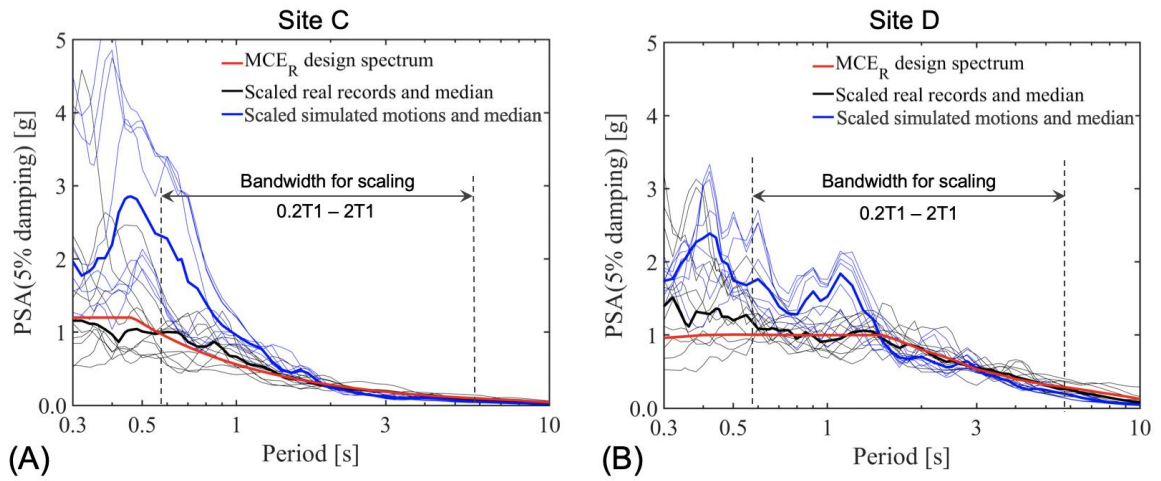 Site C
5
4
3
2
1
0.0
PSA(5% damping) [g]
MCE_R design spectrum
Scaled real records and median
Scaled simulated motions and median
Bandwidth for scaling
0.2T1 – 2T1
0.3
0.5
1
3
10
Period [s]
(A)
Site D
5
4
3
2
1
0
PSA(5% damping) [g]
MCE_R design spectrum
Scaled real records and median
Scaled simulated motions and median
Bandwidth for scaling
0.2T1 – 2T1
0.3
0.5
1
3
10
Period [s]
(B)